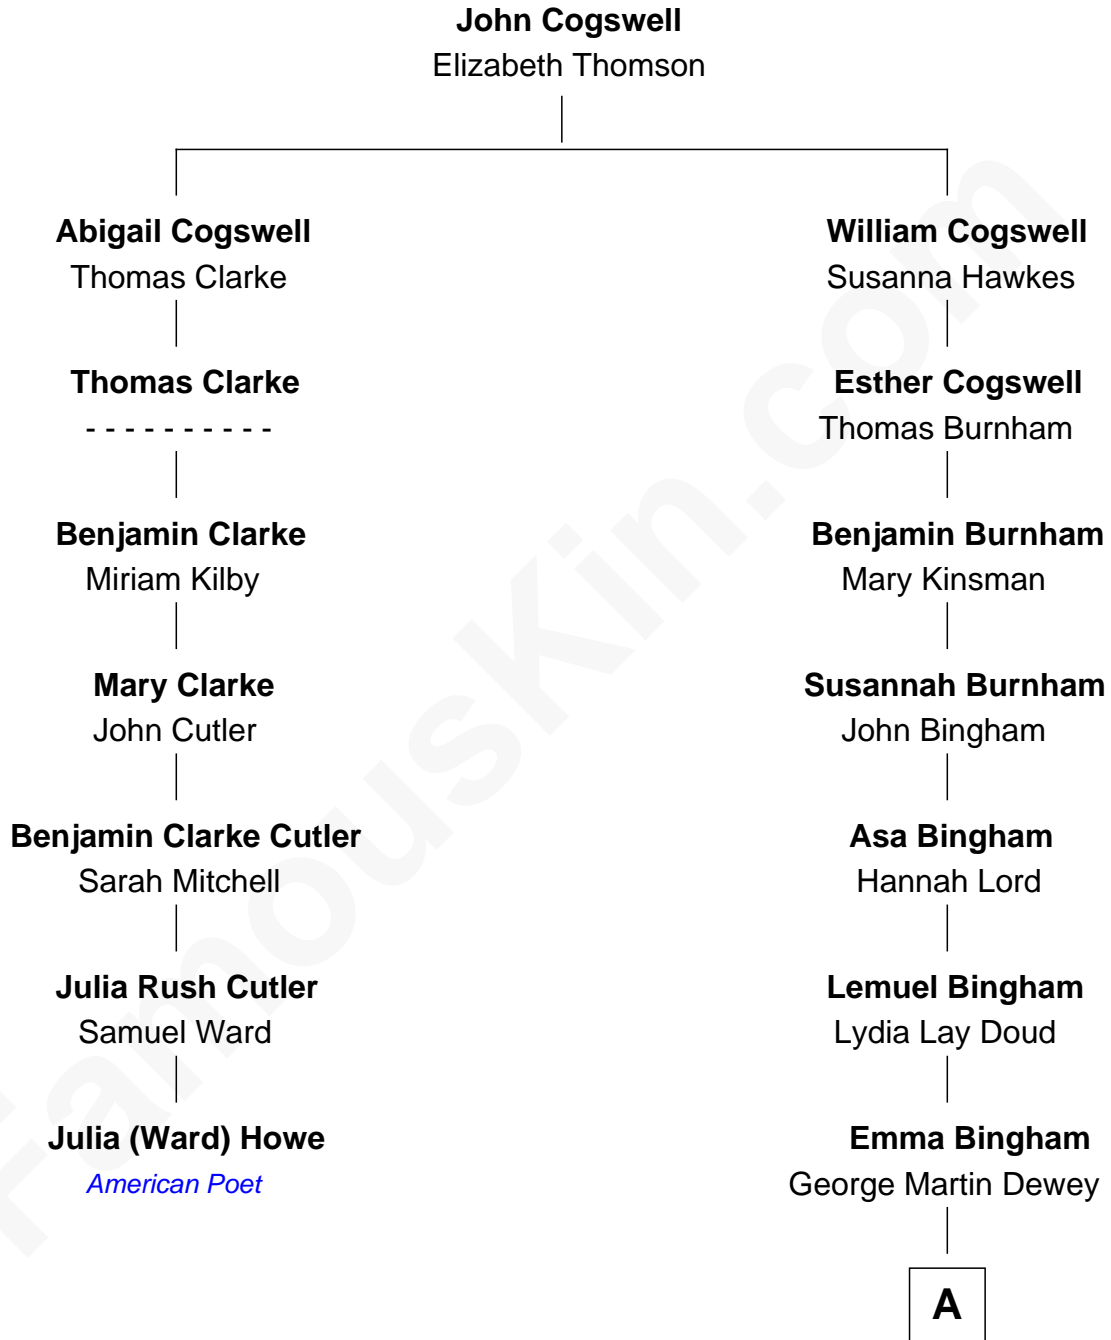 John Cogswell
Elizabeth Thomson
Abigail Cogswell
Thomas Clarke
William Cogswell
Susanna Hawkes
Thomas Clarke
- - - - - - - - - -
Esther Cogswell
Thomas Burnham
Benjamin Clarke
Miriam Kilby
Benjamin Burnham
Mary Kinsman
Mary Clarke
John Cutler
Susannah Burnham
John Bingham
Benjamin Clarke Cutler
Sarah Mitchell
Asa Bingham
Hannah Lord
Julia Rush Cutler
Samuel Ward
Lemuel Bingham
Lydia Lay Doud
Julia (Ward) Howe
American Poet
Emma Bingham
George Martin Dewey
A
FamousKin.com